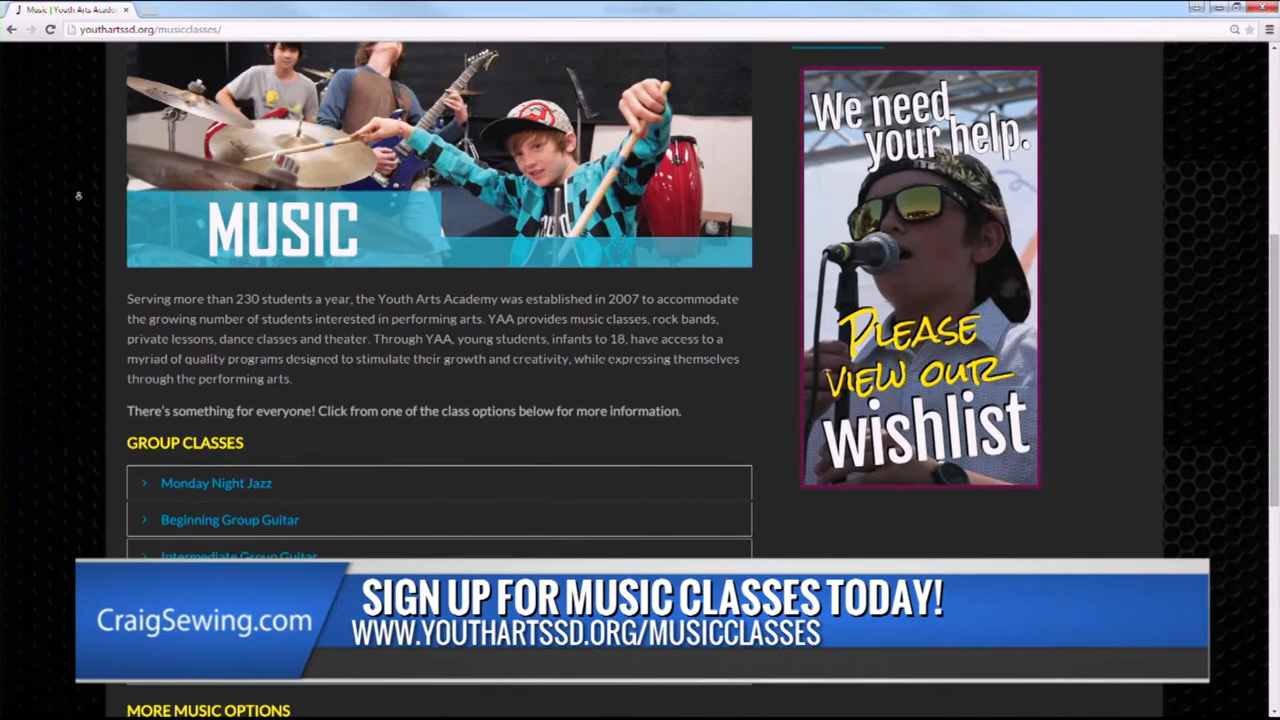 Music | Youth Arts Acade
youthartssd.org/musicclasses/
We need
your help.
MUSIC
Serving more than 230 students a year, the Youth Arts Academy was established in 2007 to accommodate
the growing number of students interested in performing arts. YAA provides music classes, rock bands,
private lessons, dance classes and theater. Through YAA, young students, infants to 18, have access to a
myriad of quality programs designed to stimulate their growth and creativity, while expressing themselves
through the performing arts.
There's something for everyone! Click from one of the class options below for more information.
PLEASE
VIEW OUR
wishlist
GROUP CLASSES
Monday Night Jazz
Beginning Group Guitar
Intermediate Group Guitar
CraigSewing.com
SIGN UP FOR MUSIC CLASSES TODAY!
WWW.YOUTHARTSSD.ORG/MUSICCLASSES
MORE MUSIC OPTIONS